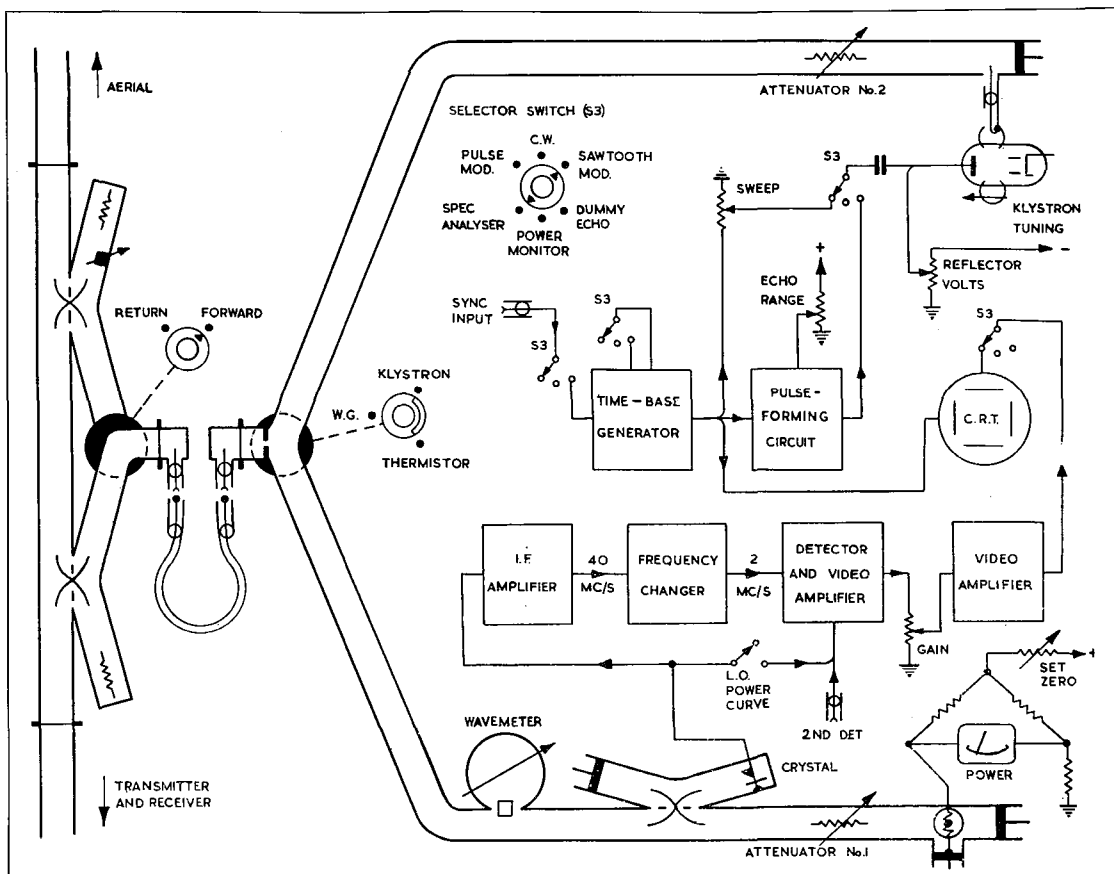 AERIAL
ATTENUATOR No.2
SELECTOR SWITCH (S3)
C.W.
PULSE
MOD.
SAWTOOTH
MOD.
SPEC
ANALYSER
DUMMY
ECHO
POWER
MONITOR
S3
SWEEP
KLYSTRON
TUNING
+
-
ECHO
RANGE
REFLECTOR
VOLTS
RETURN
FORWARD
SYNC
INPUT
S3
S3
S3
KLYSTRON
W.G.
THERMISTOR
TIME-BASE
GENERATOR
PULSE-
FORMING
CIRCUIT
C.R.T.
I.F.
AMPLIFIER
40
MC/S
FREQUENCY
CHANGER
2
MC/S
DETECTOR
AND VIDEO
AMPLIFIER
VIDEO
AMPLIFIER
GAIN
L.O.
POWER
CURVE
SET
ZERO
+
2ND DET
WAVEMETER
CRYSTAL
POWER
TRANSMITTER
AND RECEIVER
ATTENUATOR No.1